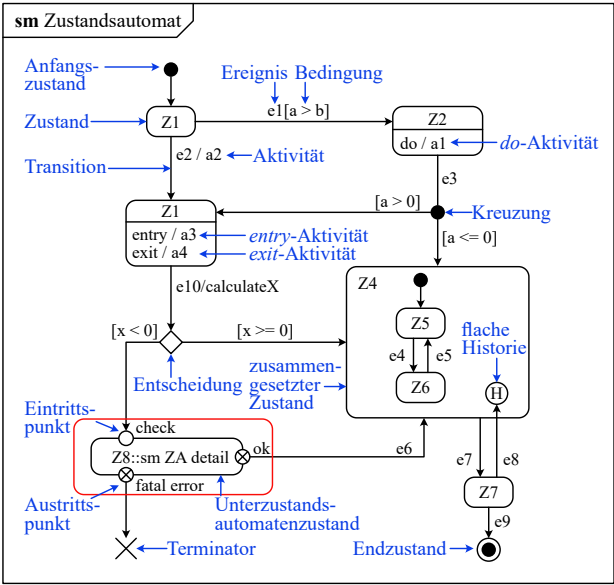 sm Zustandsautomat
Anfangs-
zustand
Ereignis Bedingung
Zustand
Z1
e1[a > b]
Z2
do / a1
do-Aktivität
Transition
e2 / a2
Aktivität
e3
Z1
entry / a3
exit / a4
entry-Aktivität
exit-Aktivität
[a > 0]
Kreuzung
[a <= 0]
e10/calculateX
Z4
Z5
e4
e5
Z6
flache
Historie
H
[x < 0]
[x >= 0]
Entscheidung
zusammen-
gesetzter
Zustand
Eintritts-
punkt
check
Z8::sm ZA detail
ok
e6
e7
e8
fatal error
Austritts-
punkt
Unterzustands-
automatenzustand
Z7
e9
Terminator
Endzustand